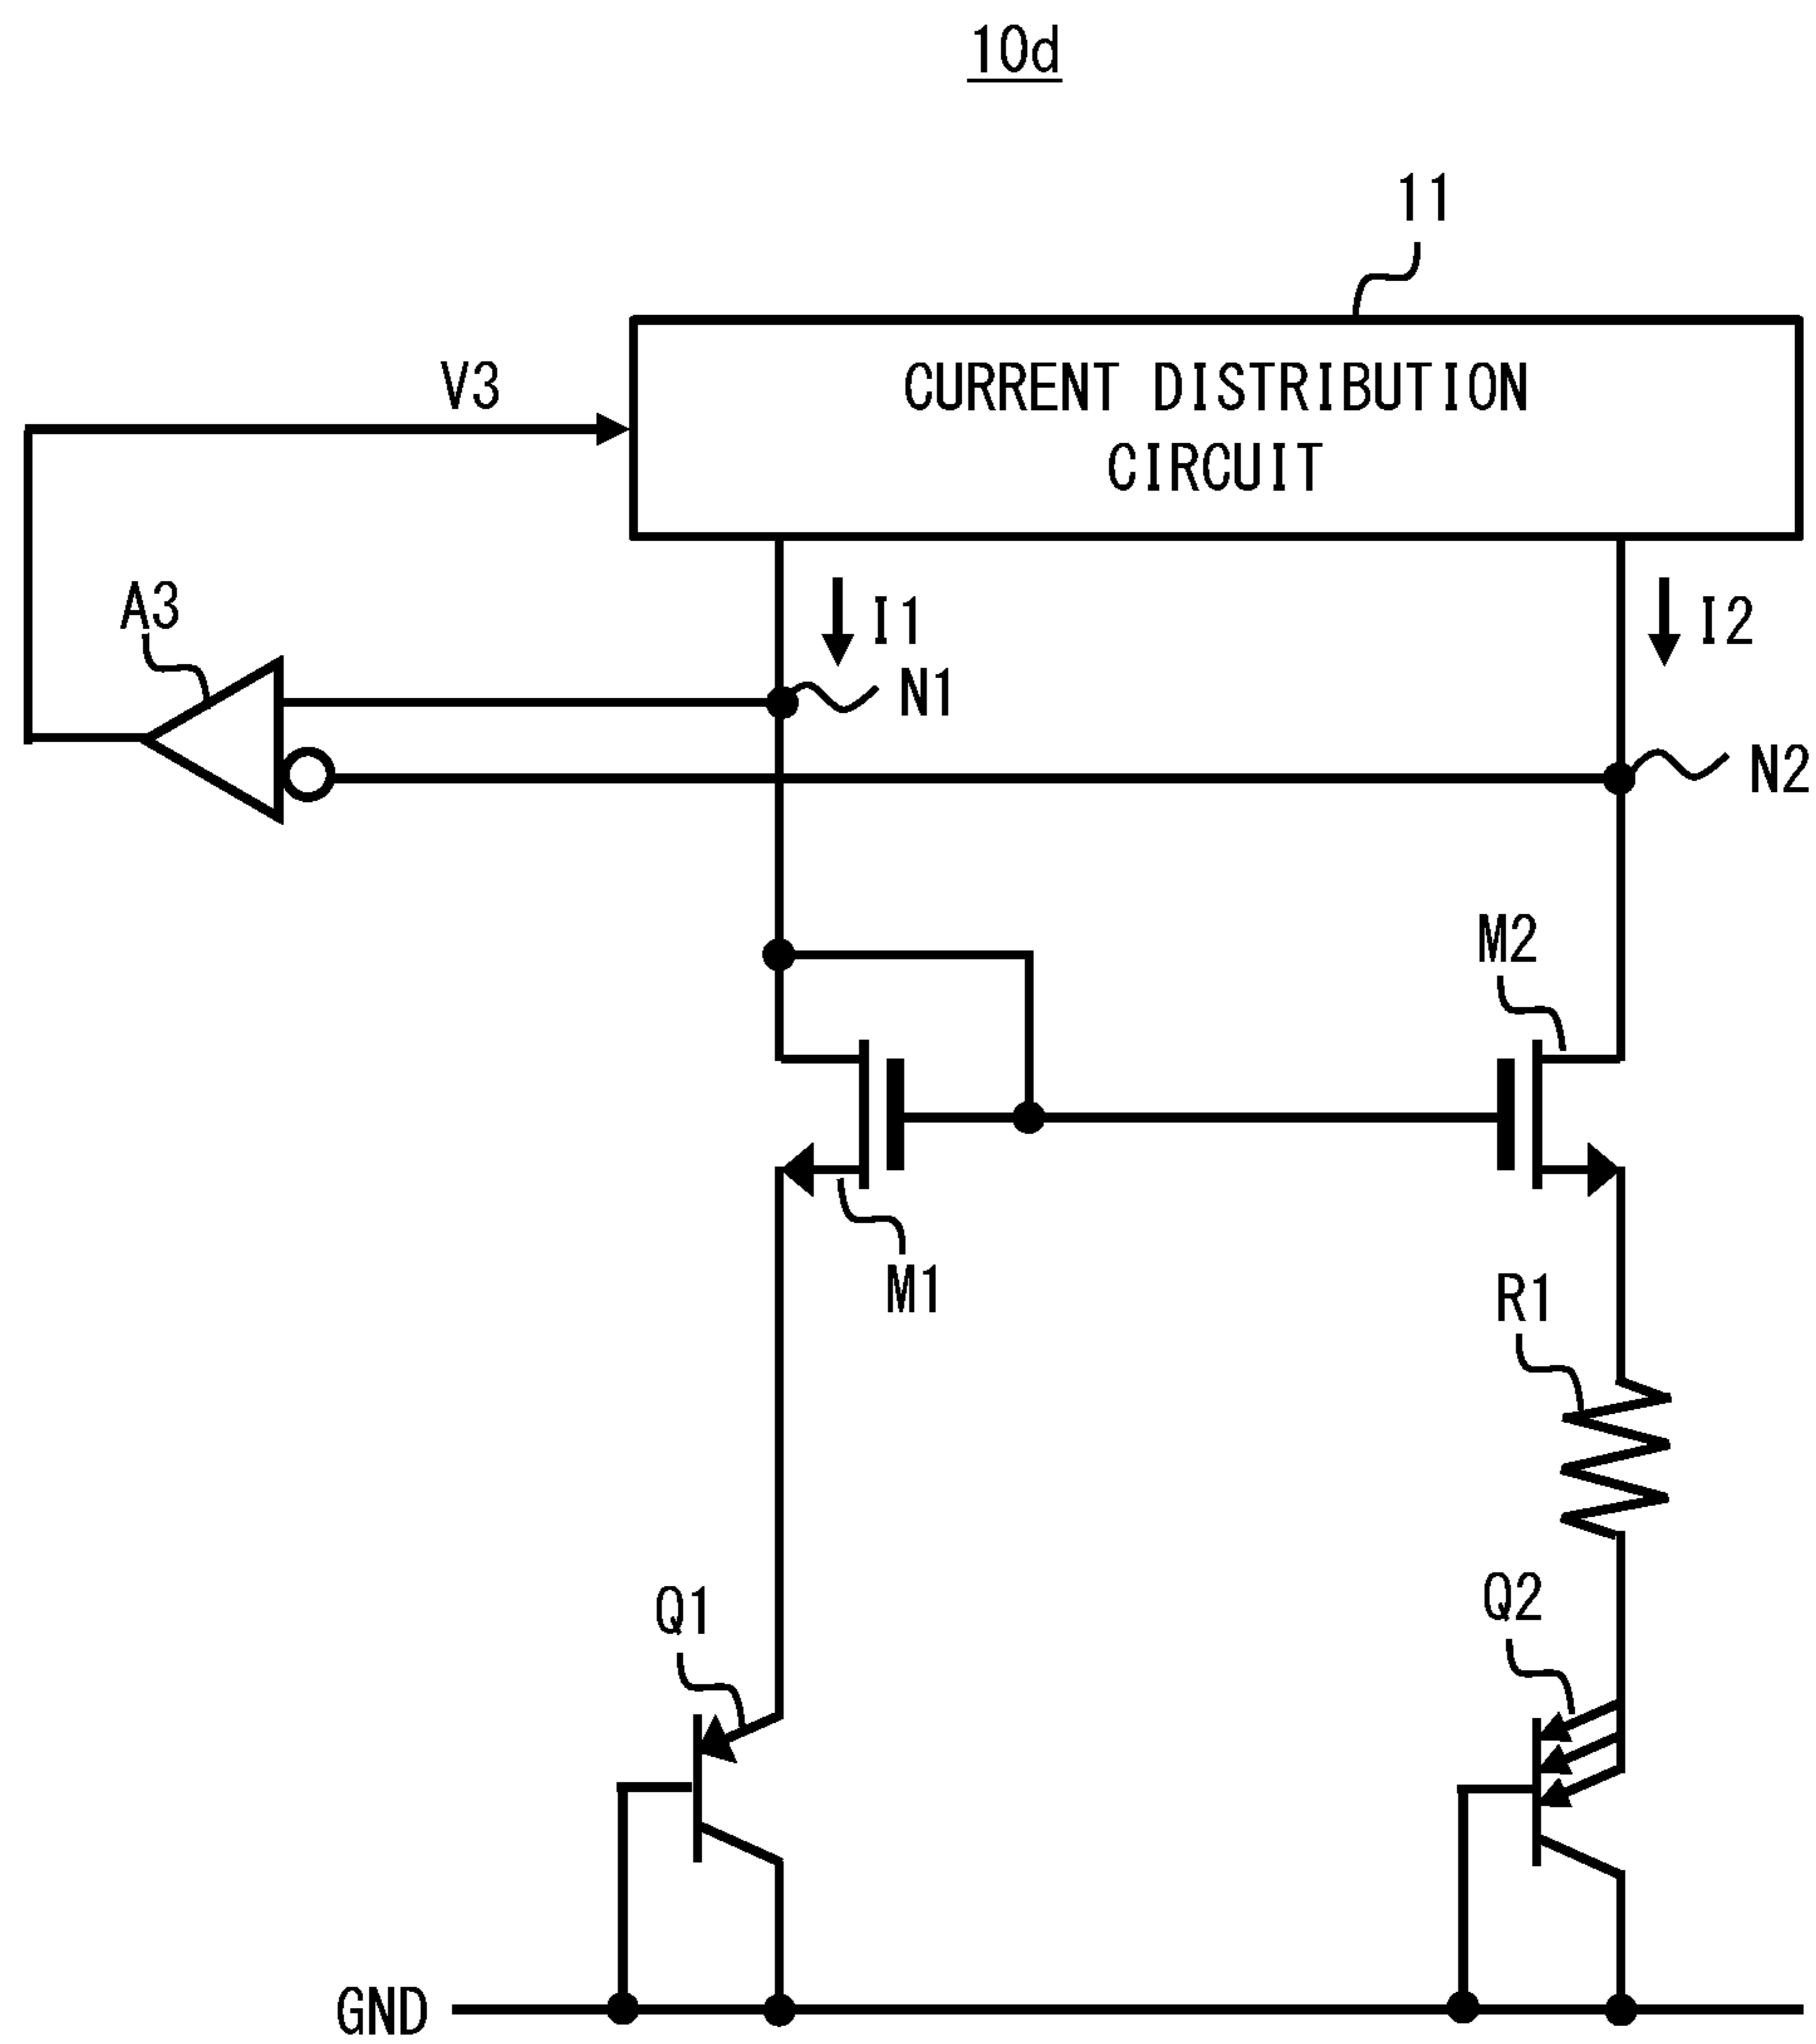 10d
11
V3
CURRENT DISTRIBUTION
CIRCUIT
A3
I1
I2
N1
N2
M2
M1
R1
Q1
Q2
GND